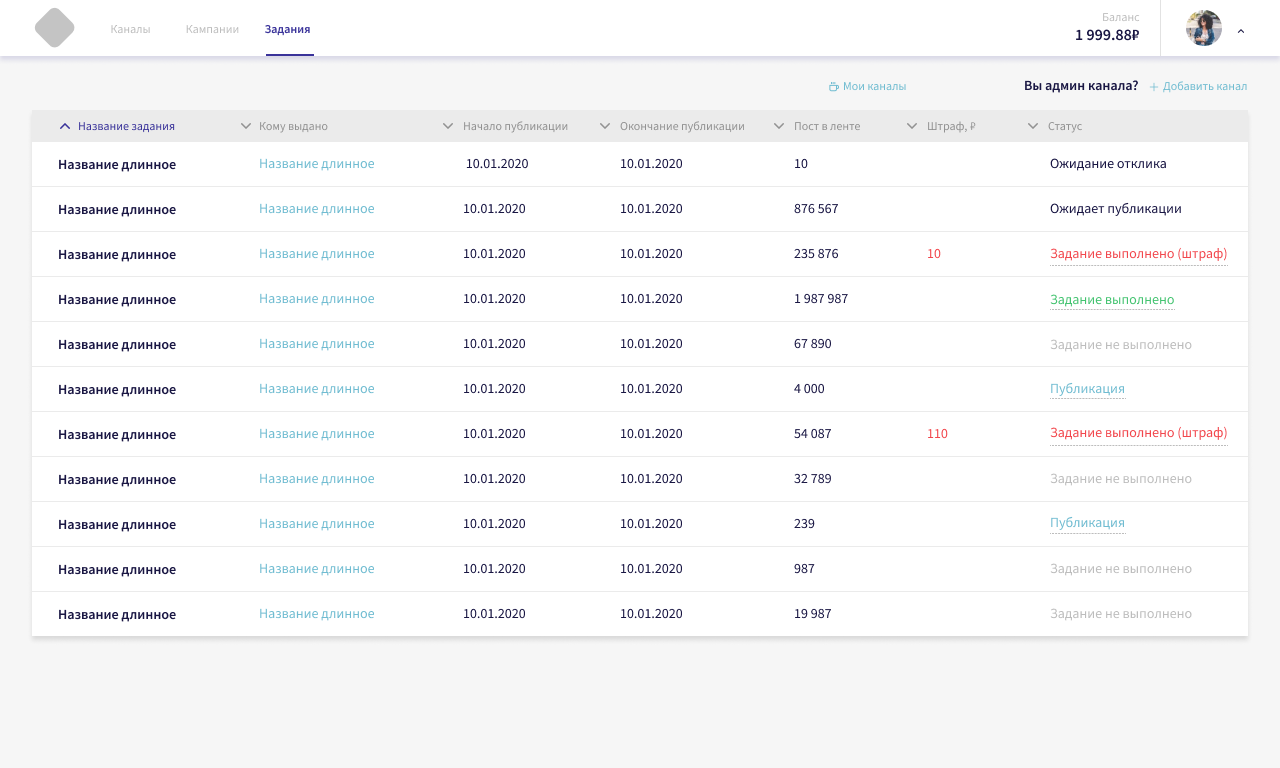 Каналы Кампании Задания Баланс
1 999.88₽
Мои каналы Вы админ канала? + Добавить канал
Название задания Кому выдано Начало публикации Окончание публикации Пост в ленте Штраф, ₽ Статус
Название длинное Название длинное 10.01.2020 10.01.2020 10 Ожидание отклика
Название длинное Название длинное 10.01.2020 10.01.2020 876 567 Ожидает публикации
Название длинное Название длинное 10.01.2020 10.01.2020 235 876 10 Задание выполнено (штраф)
Название длинное Название длинное 10.01.2020 10.01.2020 1 987 987 Задание выполнено
Название длинное Название длинное 10.01.2020 10.01.2020 67 890 Задание не выполнено
Название длинное Название длинное 10.01.2020 10.01.2020 4 000 Публикация
Название длинное Название длинное 10.01.2020 10.01.2020 54 087 110 Задание выполнено (штраф)
Название длинное Название длинное 10.01.2020 10.01.2020 32 789 Задание не выполнено
Название длинное Название длинное 10.01.2020 10.01.2020 239 Публикация
Название длинное Название длинное 10.01.2020 10.01.2020 987 Задание не выполнено
Название длинное Название длинное 10.01.2020 10.01.2020 19 987 Задание не выполнено